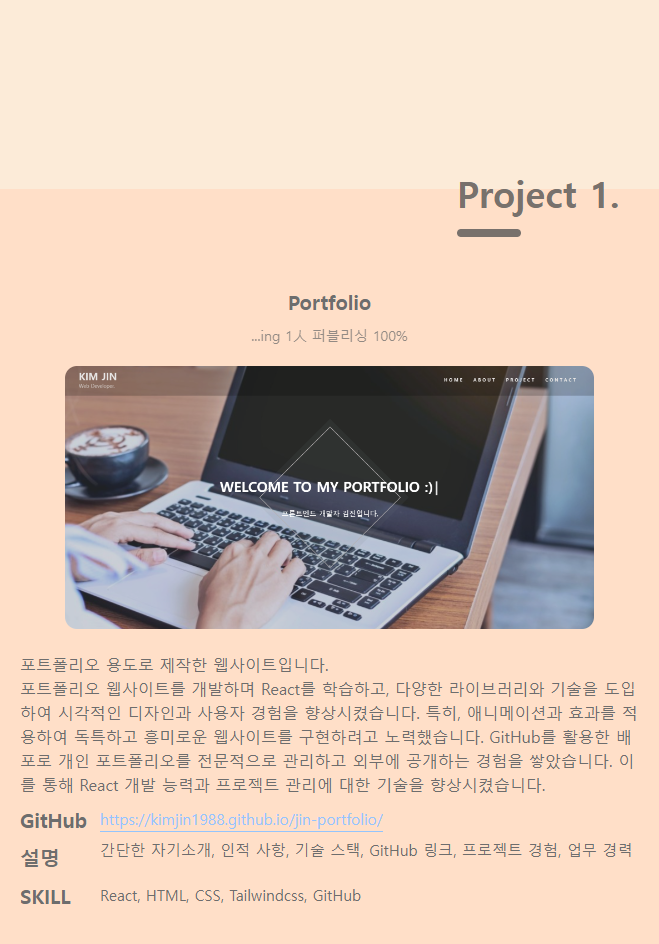 Project 1.
Portfolio
...ing 1人 퍼블리싱 100%
KIM JIN
Web Developer
HOME ABOUT PROJECT CONTACT
WELCOME TO MY PORTFOLIO :)|
프론트엔드 개발자 김진입니다.
포트폴리오 용도로 제작한 웹사이트입니다.
포트폴리오 웹사이트를 개발하며 React를 학습하고, 다양한 라이브러리와 기술을 도입
하여 시각적인 디자인과 사용자 경험을 향상시켰습니다. 특히, 애니메이션과 효과를 적
용하여 독특하고 흥미로운 웹사이트를 구현하려고 노력했습니다. GitHub를 활용한 배
포로 개인 포트폴리오를 전문적으로 관리하고 외부에 공개하는 경험을 쌓았습니다. 이
를 통해 React 개발 능력과 프로젝트 관리에 대한 기술을 향상시켰습니다.
GitHub https://kimjin1988.github.io/jin-portfolio/
설명 간단한 자기소개, 인적 사항, 기술 스택, GitHub 링크, 프로젝트 경험, 업무 경력
SKILL React, HTML, CSS, Tailwindcss, GitHub